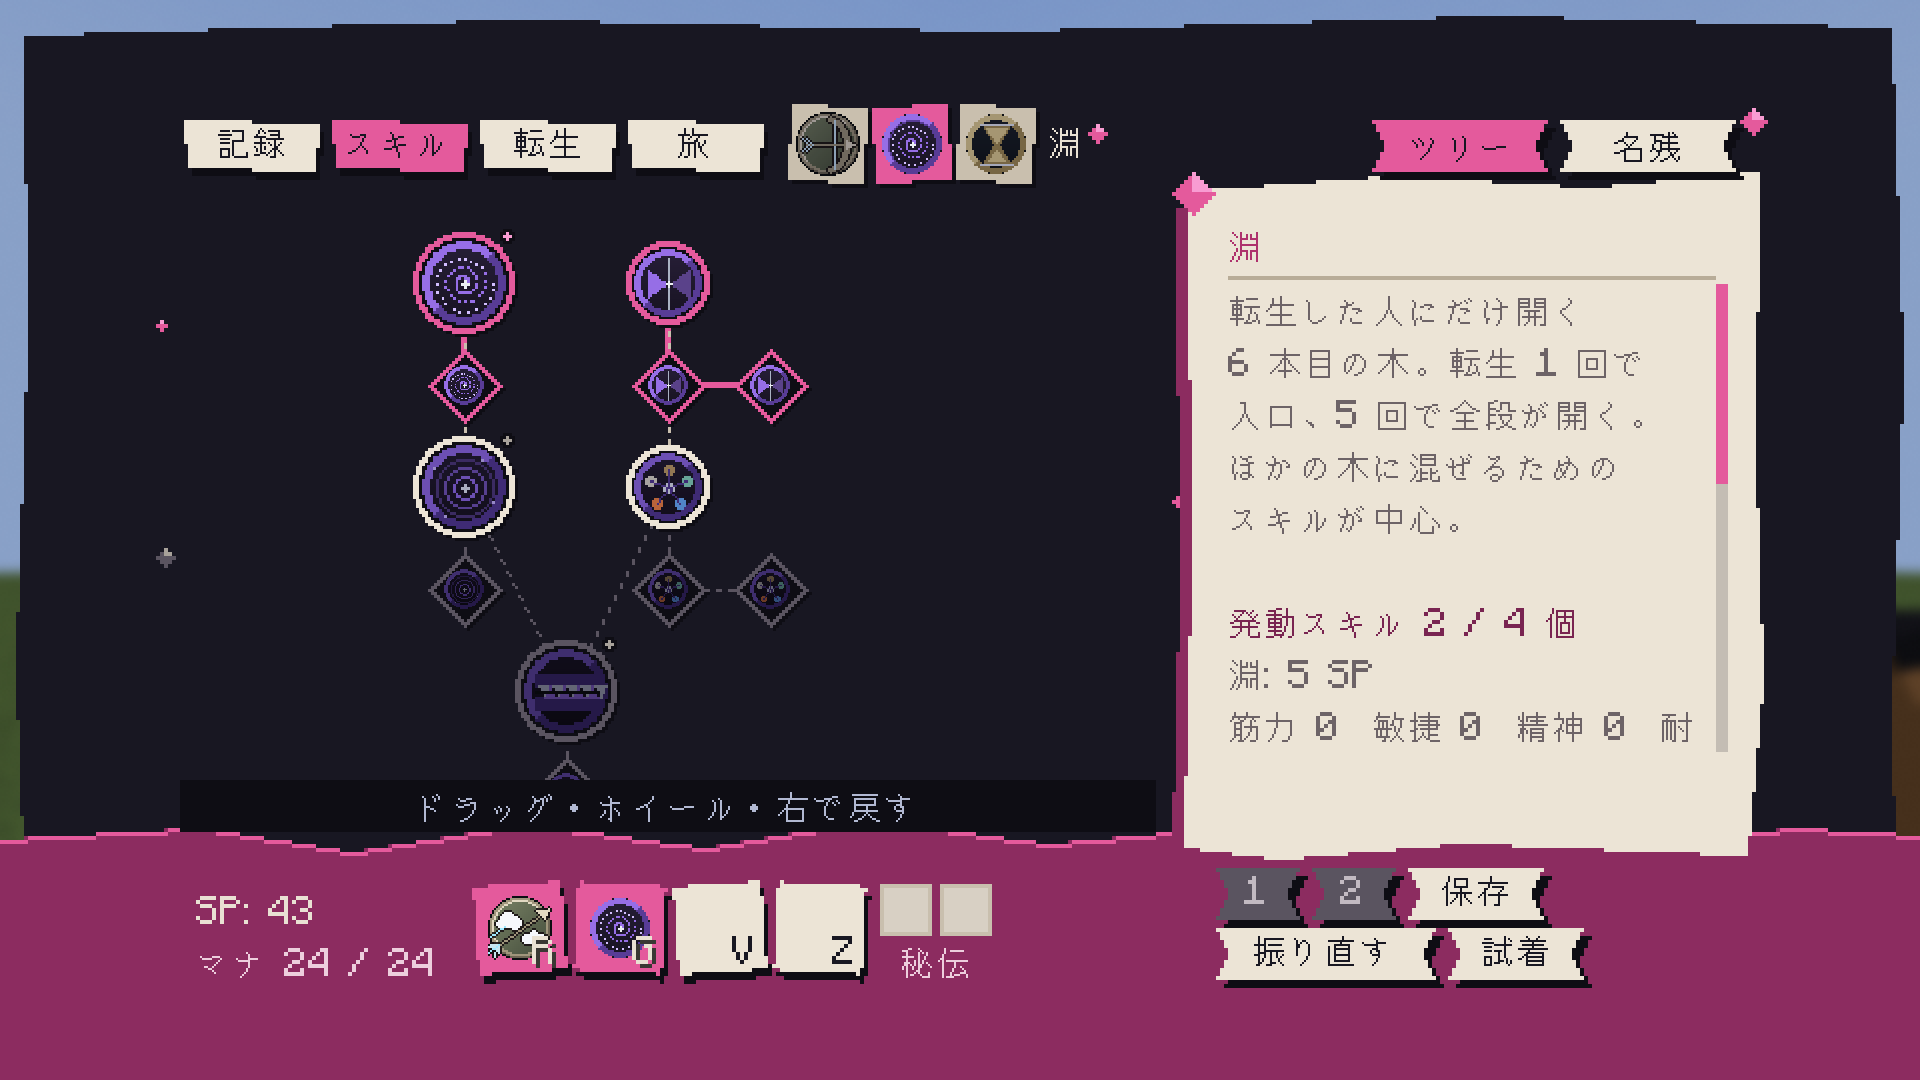 記録 スキル 転生 旅 淵 ツリー 名残
淵
転生した人にだけ開く
6 本目の木。転生 1 回で
入口、5 回で全段が開く。
ほかの木に混ぜるための
スキルが中心。
発動スキル 2 / 4 個
淵: 5 SP
筋力 0 敏捷 0 精神 0 耐
ドラッグ・ホイール・右で戻す
SP: 43
マナ 24 / 24
R G V Z
秘伝
1 2 保存
振り直す 試着